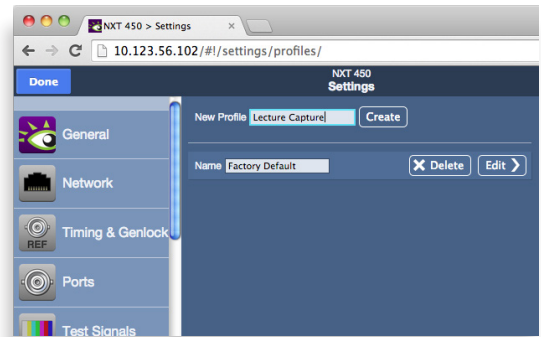 NXT 450 > Settings
10.123.56.102/#!/settings/profiles/
Done
NXT 450
Settings
General
Network
REF
Timing & Genlock
Ports
Test Signals
New Profile Lecture Capture Create
Name Factory Default Delete Edit